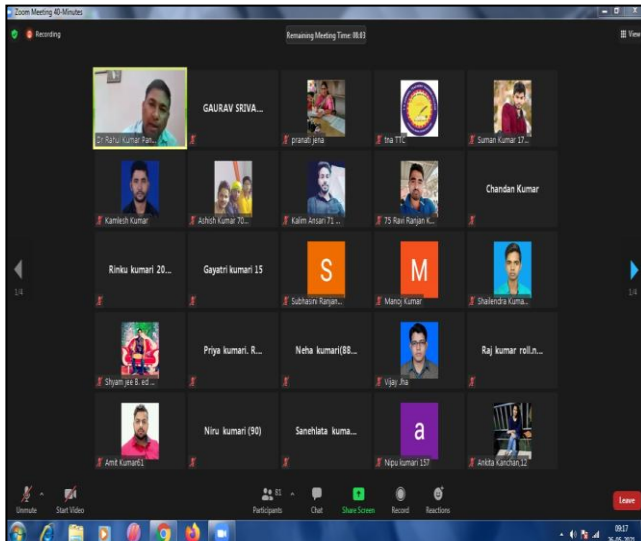 Zoom Meeting 40-Minutes
Recording
Remaining Meeting Time: 08:03
View
Dr Rahul Kumar Pan...
GAURAV SRIVA...
pranati jena
tna TTC
Suman Kumar 17...
Kamlesh Kumar
Ashish Kumar 70...
Kalim Ansari 71 ...
75 Ravi Ranjan K...
Chandan Kumar
Rinku kumari 20...
Gayatri kumari 15
S
Subhasini Ranjan...
M
Manoj Kumar
Shailendra Kuma...
1/4
1/4
Shyam jee B. ed ...
Priya kumari. R...
Neha kumari(88...
Vijay Jha
Raj kumar roll.n...
Amit Kumar61
Niru kumari (90)
Sanehlata kuma...
a
Nipu kumari 157
Ankita Kanchan,12
Unmute
Start Video
81
Participants
Chat
Share Screen
Record
Reactions
Leave
09:17
26-05-2021